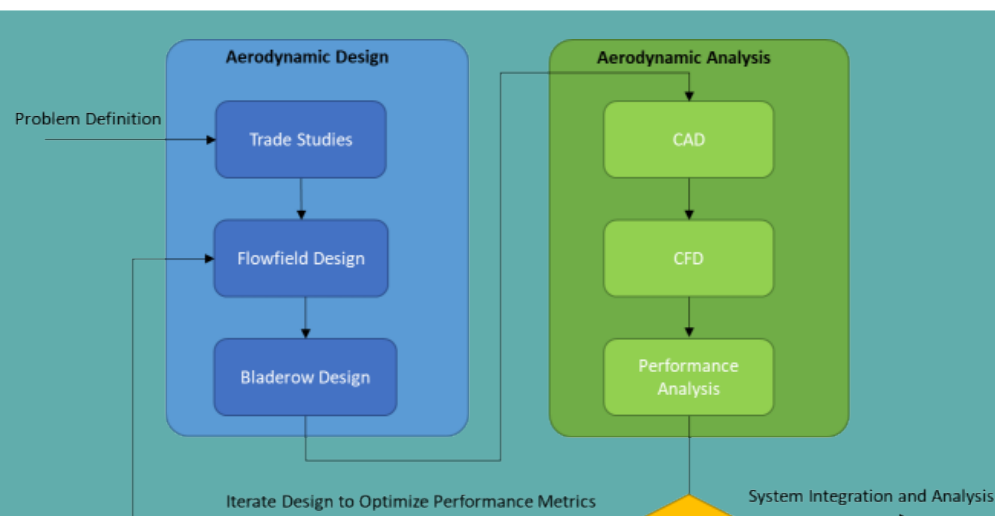 Aerodynamic Design
Problem Definition
Trade Studies
Flowfield Design
Bladerow Design
Aerodynamic Analysis
CAD
CFD
Performance
Analysis
Iterate Design to Optimize Performance Metrics
System Integration and Analysis